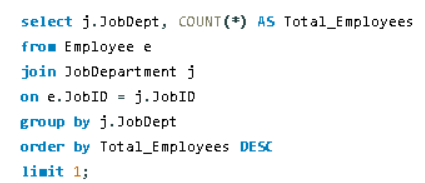 select j.JobDept, COUNT(*) AS Total_Employees
from Employee e
join JobDepartment j
on e.JobID = j.JobID
group by j.JobDept
order by Total_Employees DESC
limit 1;